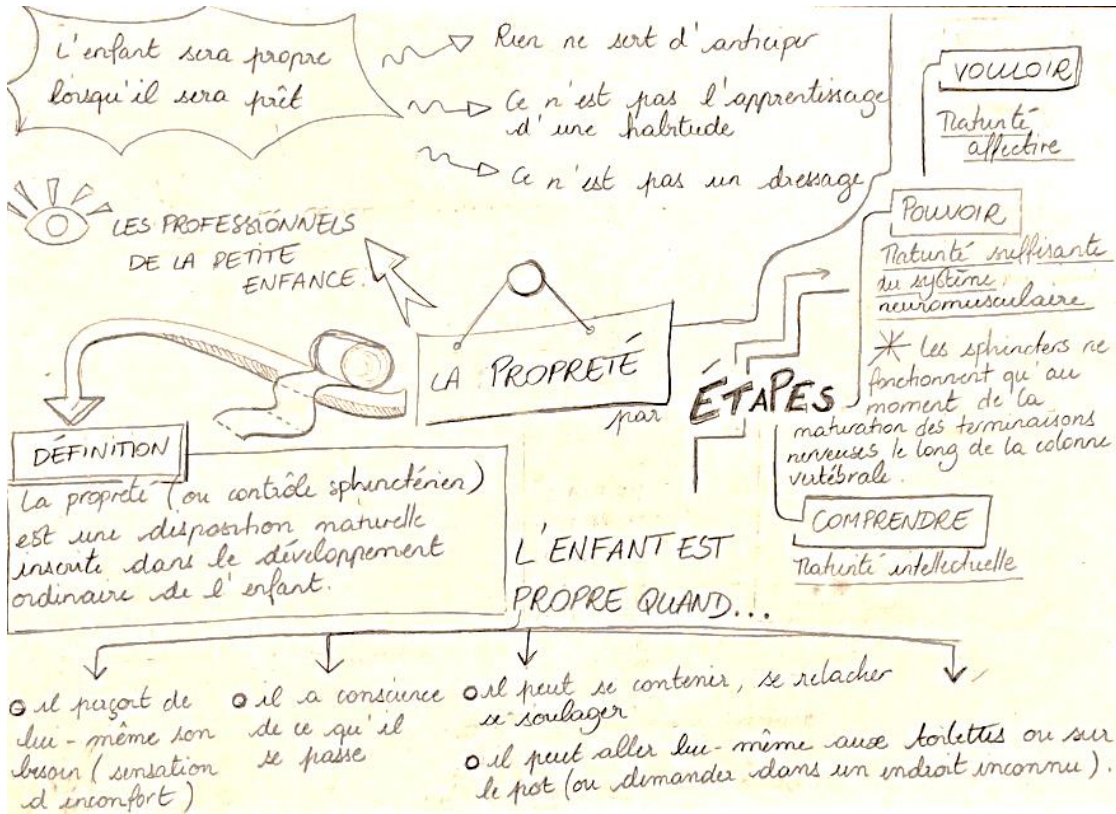 L'enfant sera propre
lorsqu'il sera prêt
Rien ne sert d'anticiper
Ce n'est pas l'apprentissage
d'une habitude
Ce n'est pas un dressage
LES PROFESSIONNELS
DE LA PETITE
ENFANCE.
LA PROPRETÉ
par
ÉTAPES
VOULOIR
Maturité
affective
POUVOIR
Maturité suffisante
du système
neuromusculaire
* Les sphincters ne
fonctionnent qu'au
moment de la
maturation des terminaisons
nerveuses le long de la colonne
vertébrale.
COMPRENDRE
Maturité intellectuelle
DÉFINITION
La propreté (ou contrôle sphinctérien)
est une disposition naturelle
inscrite dans le développement
ordinaire de l'enfant.
L'ENFANT EST
PROPRE QUAND...
il perçoit de
lui-même son
besoin (sensation
d'inconfort)
il a conscience
de ce qu'il
se passe
il peut se contenir, se relacher
se soulager
il peut aller lui-même aux toilettes ou sur
le pot (ou demander dans un endroit inconnu).